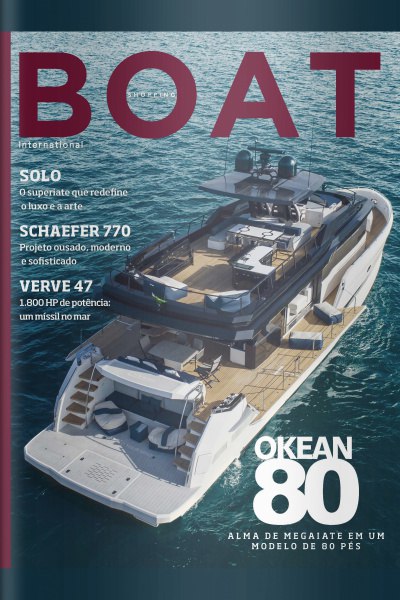 BOAT
SHOPPING
International
SOLO
O superiate que redefine
o luxo e a arte
SCHAEFER 770
Projeto ousado, moderno
e sofisticado
VERVE 47
1.800 HP de potência:
um míssil no mar
OKEAN
80
ALMA DE MEGAIATE EM UM
MODELO DE 80 PÉS